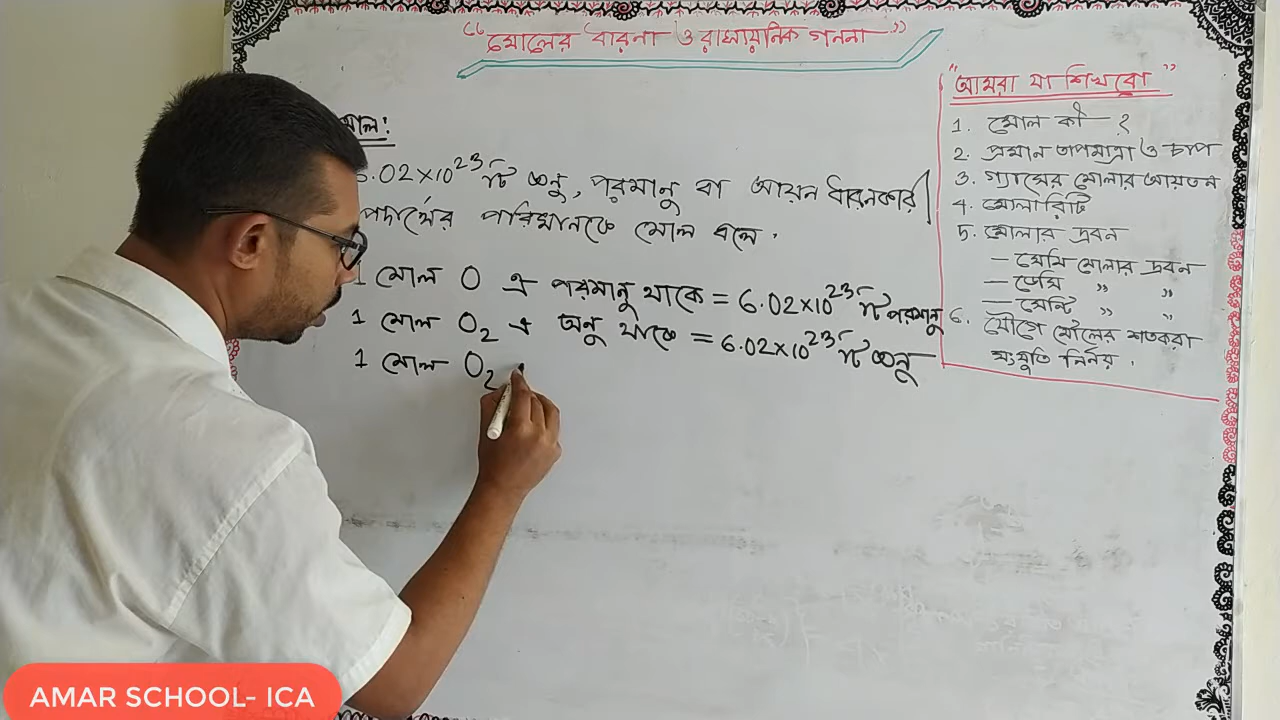 “মোলের ধারনা ও রাসায়নিক গননা”
মোল:
6.02×10²³ টি অনু, পরমানু বা আয়ন ধারনকারী
পদার্থের পরিমানকে মোল বলে.
1 মোল O এ পরমানু থাকে = 6.02×10²³ টি পরমানু
1 মোল O₂ এ অনু থাকে = 6.02×10²³ টি অনু
1 মোল O₂
“আমরা যা শিখবো”
1. মোল কী ?
2. প্রমান তাপমাত্রা ও চাপ
3. গ্যাসের মোলার আয়তন
4. মোলারিটি
5. মোলার দ্রবন
— সেমি মোলার দ্রবন
— ডেসি ” ”
— সেন্টি ” ”
6. যৌগে মৌলের শতকরা
সংযুতি নির্নয়.
AMAR SCHOOL- ICA